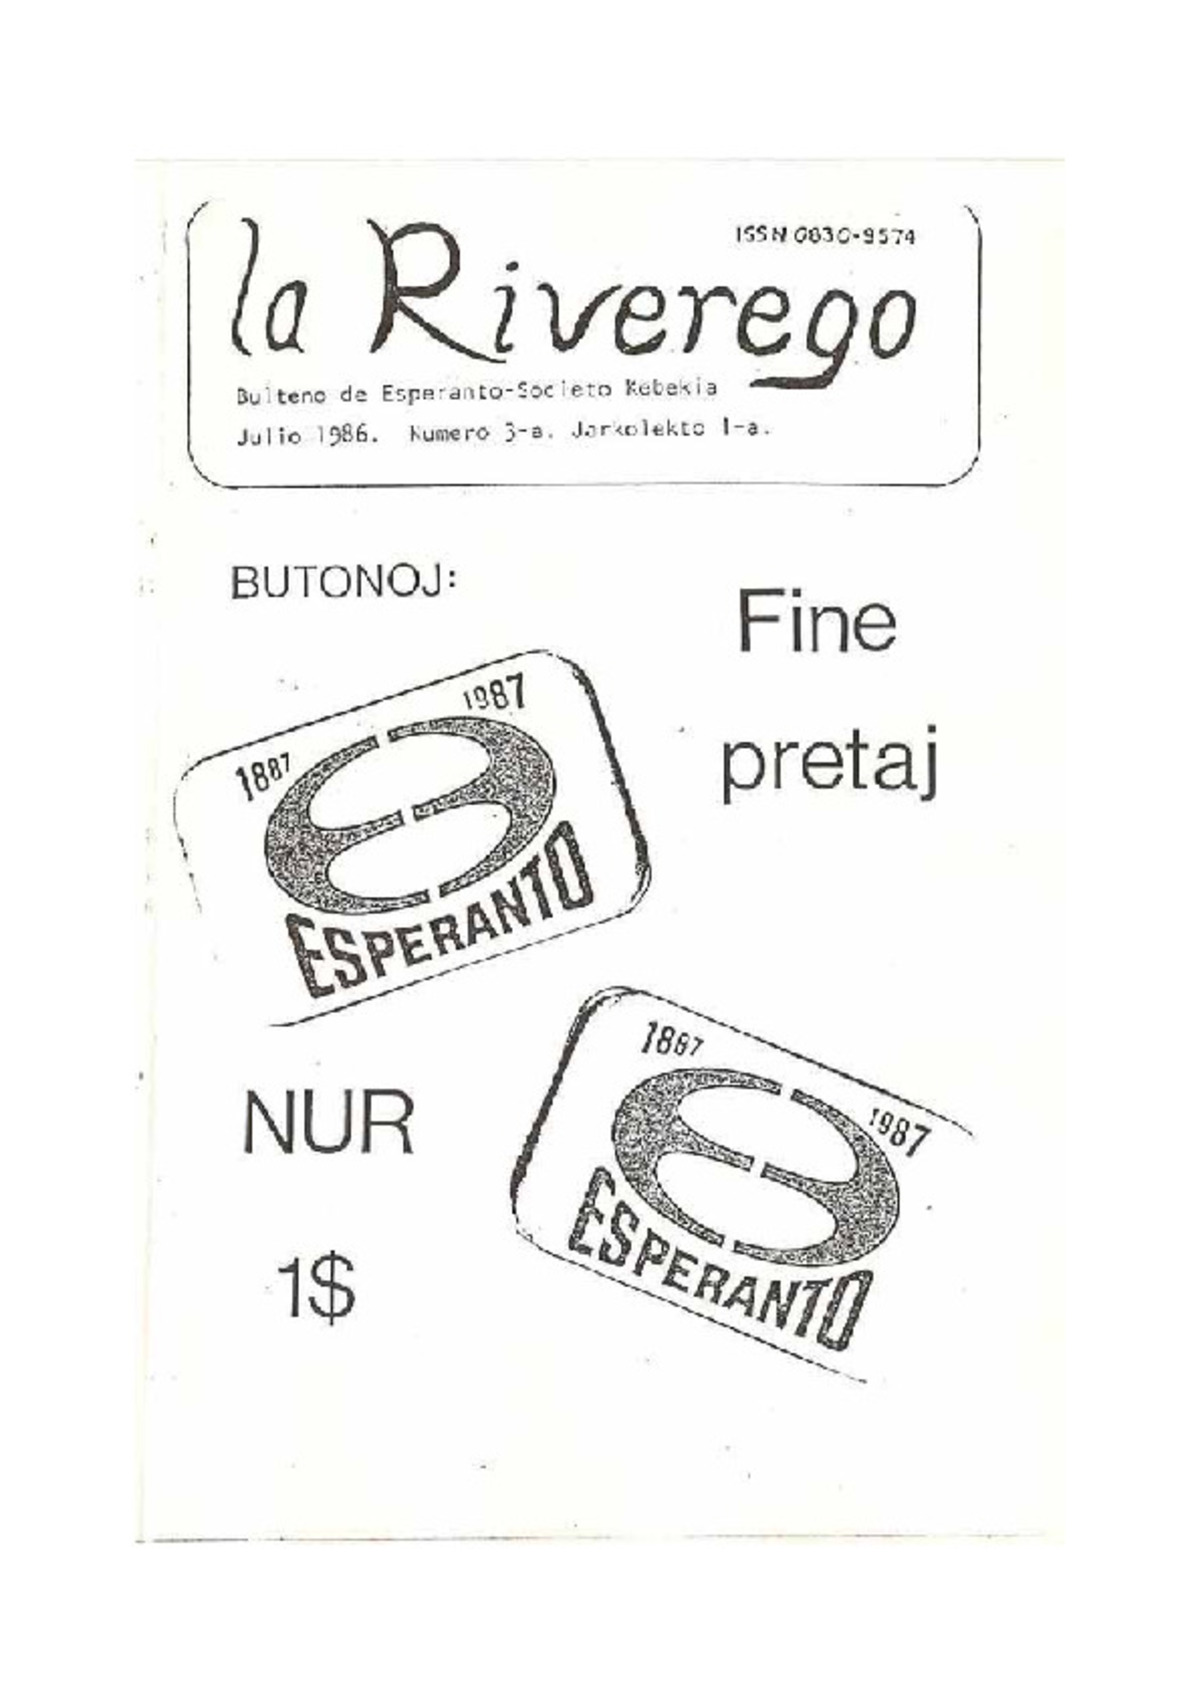 ISSN 0830-9574
la Riverego
Bulteno de Esperanto-Societo Kebekia
Julio 1986. Numero 3-a. Jarkolekto 1-a.
BUTONOJ:
Fine
pretaj
1887
1987
ESPERANTO
NUR
1$
1887
1987
ESPERANTO